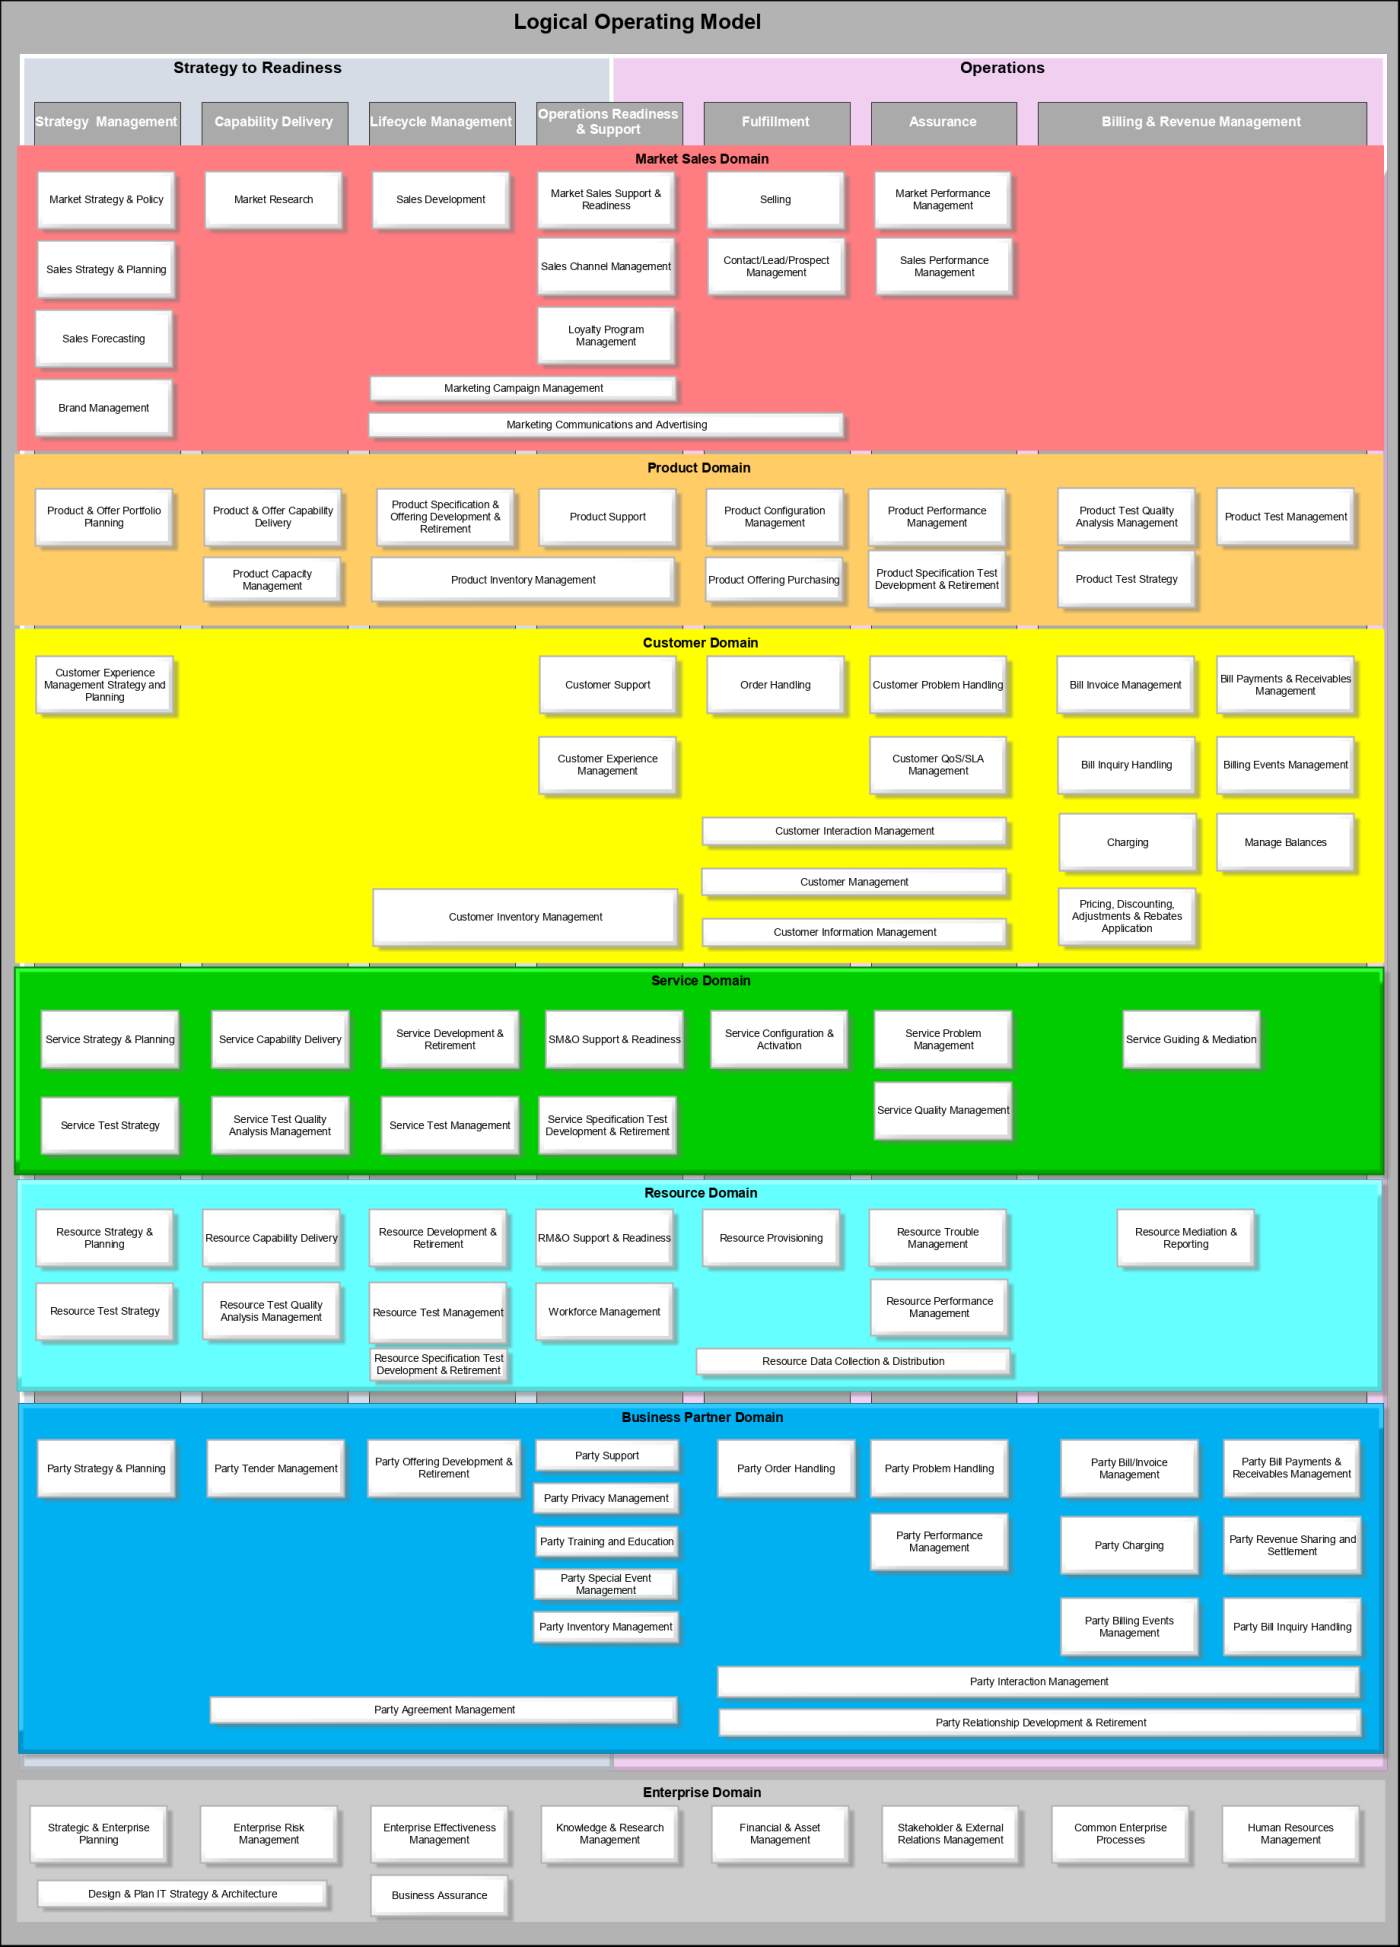 Logical Operating Model
Strategy to Readiness
Operations
Strategy  Management
Capability Delivery
Lifecycle Management
Operations Readiness
& Support
Fulfillment
Assurance
Billing & Revenue Management
Market Sales Domain
Market Strategy & Policy
Market Research
Sales Development
Market Sales Support &
Readiness
Selling
Market Performance
Management
Sales Strategy & Planning
Sales Channel Management
Contact/Lead/Prospect
Management
Sales Performance
Management
Sales Forecasting
Loyalty Program
Management
Marketing Campaign Management
Brand Management
Marketing Communications and Advertising
Product Domain
Product & Offer Portfolio
Planning
Product & Offer Capability
Delivery
Product Specification &
Offering Development &
Retirement
Product Support
Product Configuration
Management
Product Performance
Management
Product Test Quality
Analysis Management
Product Test Management
Product Capacity
Management
Product Inventory Management
Product Offering Purchasing
Product Specification Test
Development & Retirement
Product Test Strategy
Customer Domain
Customer Experience
Management Strategy and
Planning
Customer Support
Order Handling
Customer Problem Handling
Bill Invoice Management
Bill Payments & Receivables
Management
Customer Experience
Management
Customer QoS/SLA
Management
Bill Inquiry Handling
Billing Events Management
Customer Interaction Management
Charging
Manage Balances
Customer Management
Customer Inventory Management
Customer Information Management
Pricing, Discounting,
Adjustments & Rebates
Application
Service Domain
Service Strategy & Planning
Service Capability Delivery
Service Development &
Retirement
SM&O Support & Readiness
Service Configuration &
Activation
Service Problem
Management
Service Guiding & Mediation
Service Test Strategy
Service Test Quality
Analysis Management
Service Test Management
Service Specification Test
Development & Retirement
Service Quality Management
Resource Domain
Resource Strategy &
Planning
Resource Capability Delivery
Resource Development &
Retirement
RM&O Support & Readiness
Resource Provisioning
Resource Trouble
Management
Resource Mediation &
Reporting
Resource Test Strategy
Resource Test Quality
Analysis Management
Resource Test Management
Workforce Management
Resource Performance
Management
Resource Specification Test
Development & Retirement
Resource Data Collection & Distribution
Business Partner Domain
Party Strategy & Planning
Party Tender Management
Party Offering Development &
Retirement
Party Support
Party Order Handling
Party Problem Handling
Party Bill/Invoice
Management
Party Bill Payments &
Receivables Management
Party Privacy Management
Party Training and Education
Party Performance
Management
Party Charging
Party Revenue Sharing and
Settlement
Party Special Event
Management
Party Inventory Management
Party Billing Events
Management
Party Bill Inquiry Handling
Party Interaction Management
Party Agreement Management
Party Relationship Development & Retirement
Enterprise Domain
Strategic & Enterprise
Planning
Enterprise Risk
Management
Enterprise Effectiveness
Management
Knowledge & Research
Management
Financial & Asset
Management
Stakeholder & External
Relations Management
Common Enterprise
Processes
Human Resources
Management
Design & Plan IT Strategy & Architecture
Business Assurance